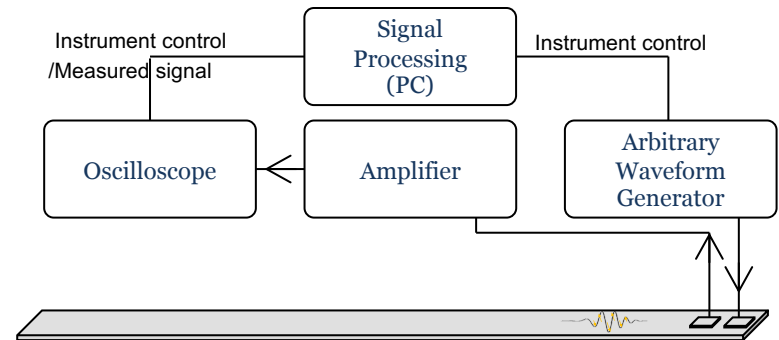 Instrument control
/Measured signal
Signal
Processing
(PC)
Instrument control
Oscilloscope
Amplifier
Arbitrary
Waveform
Generator